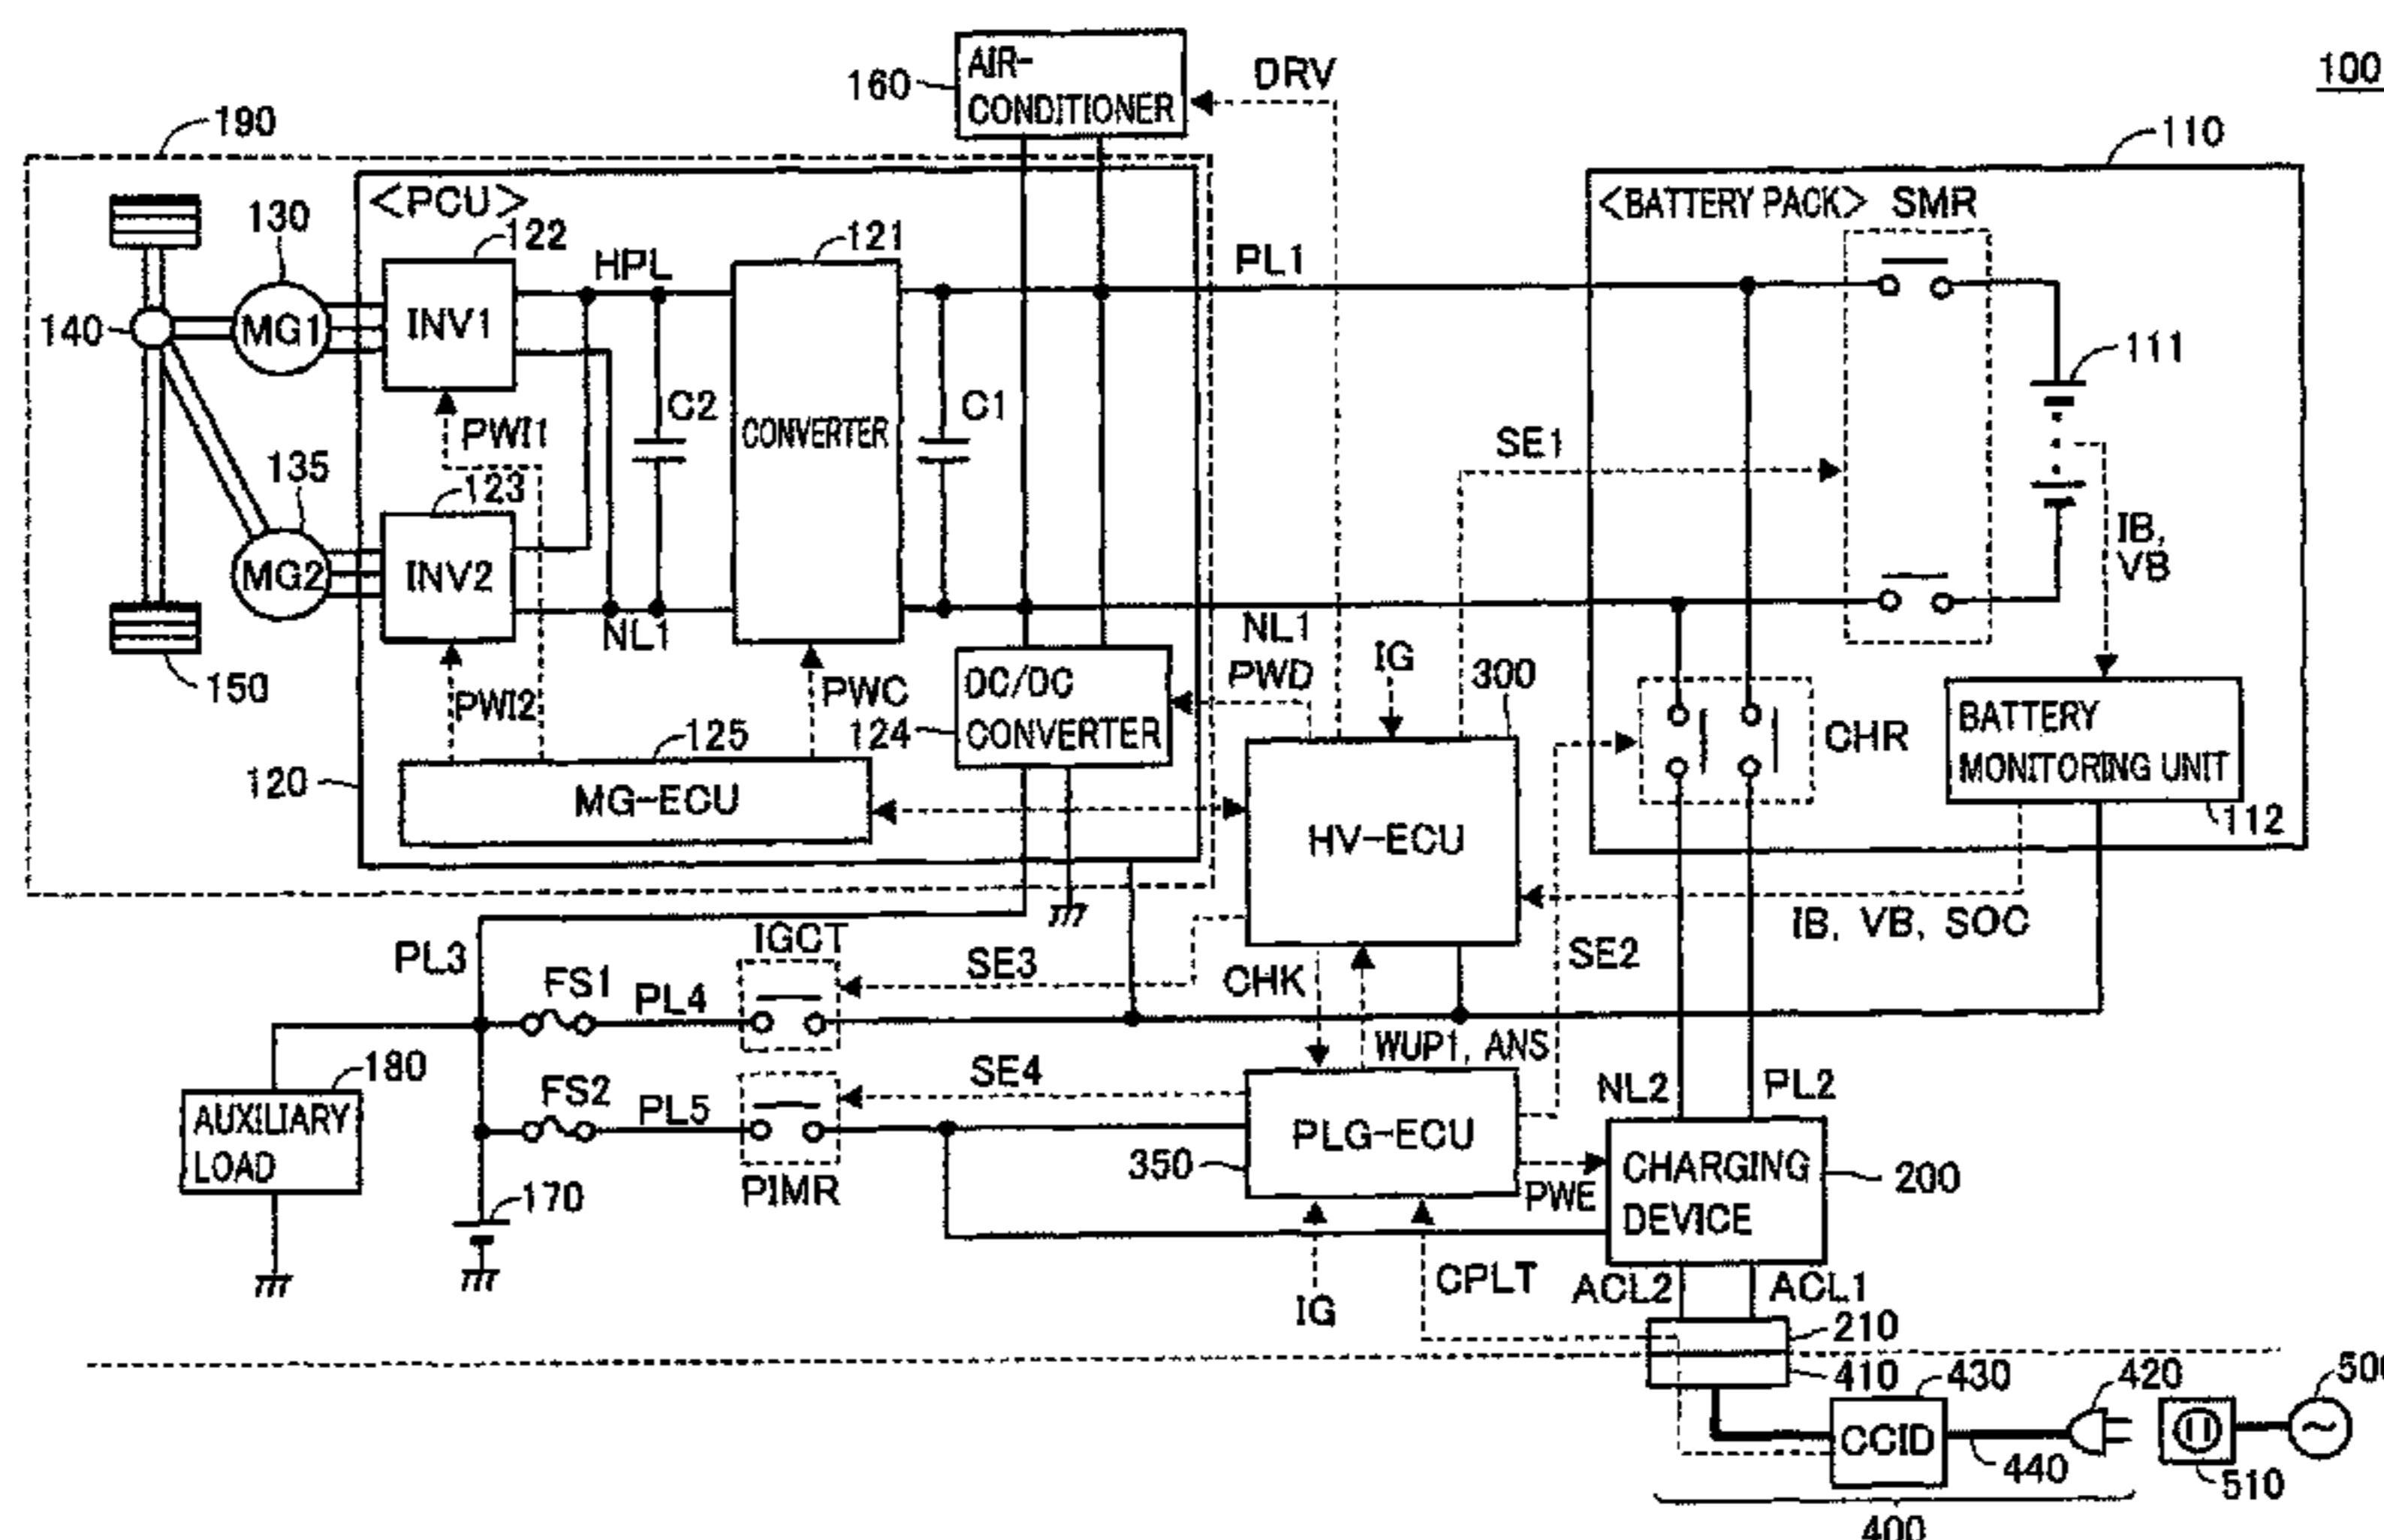 AIR-
CONDITIONER
160
DRV
100
190
110
<PCU>
<BATTERY PACK> SMR
130
122
121
HPL
PL1
140
MG1
INV1
111
C2
CONVERTER
C1
PWI1
SE1
135
123
IB,
VB
MG2
INV2
NL1
NL1
150
PWI2
PWC
DC/DC
CONVERTER
124
PWD
IG
300
BATTERY
MONITORING UNIT
CHR
125
120
MG-ECU
HV-ECU
112
IB, VB, SOC
PL3
IGCT
SE3
SE2
FS1
PL4
CHK
WUP1, ANS
180
SE4
NL2
PL2
AUXILIARY
LOAD
FS2
PL5
PLG-ECU
350
CHARGING
DEVICE
200
170
PIMR
PWE
IG
CPLT
ACL2
ACL1
210
410
430
420
CCID
440
510
400